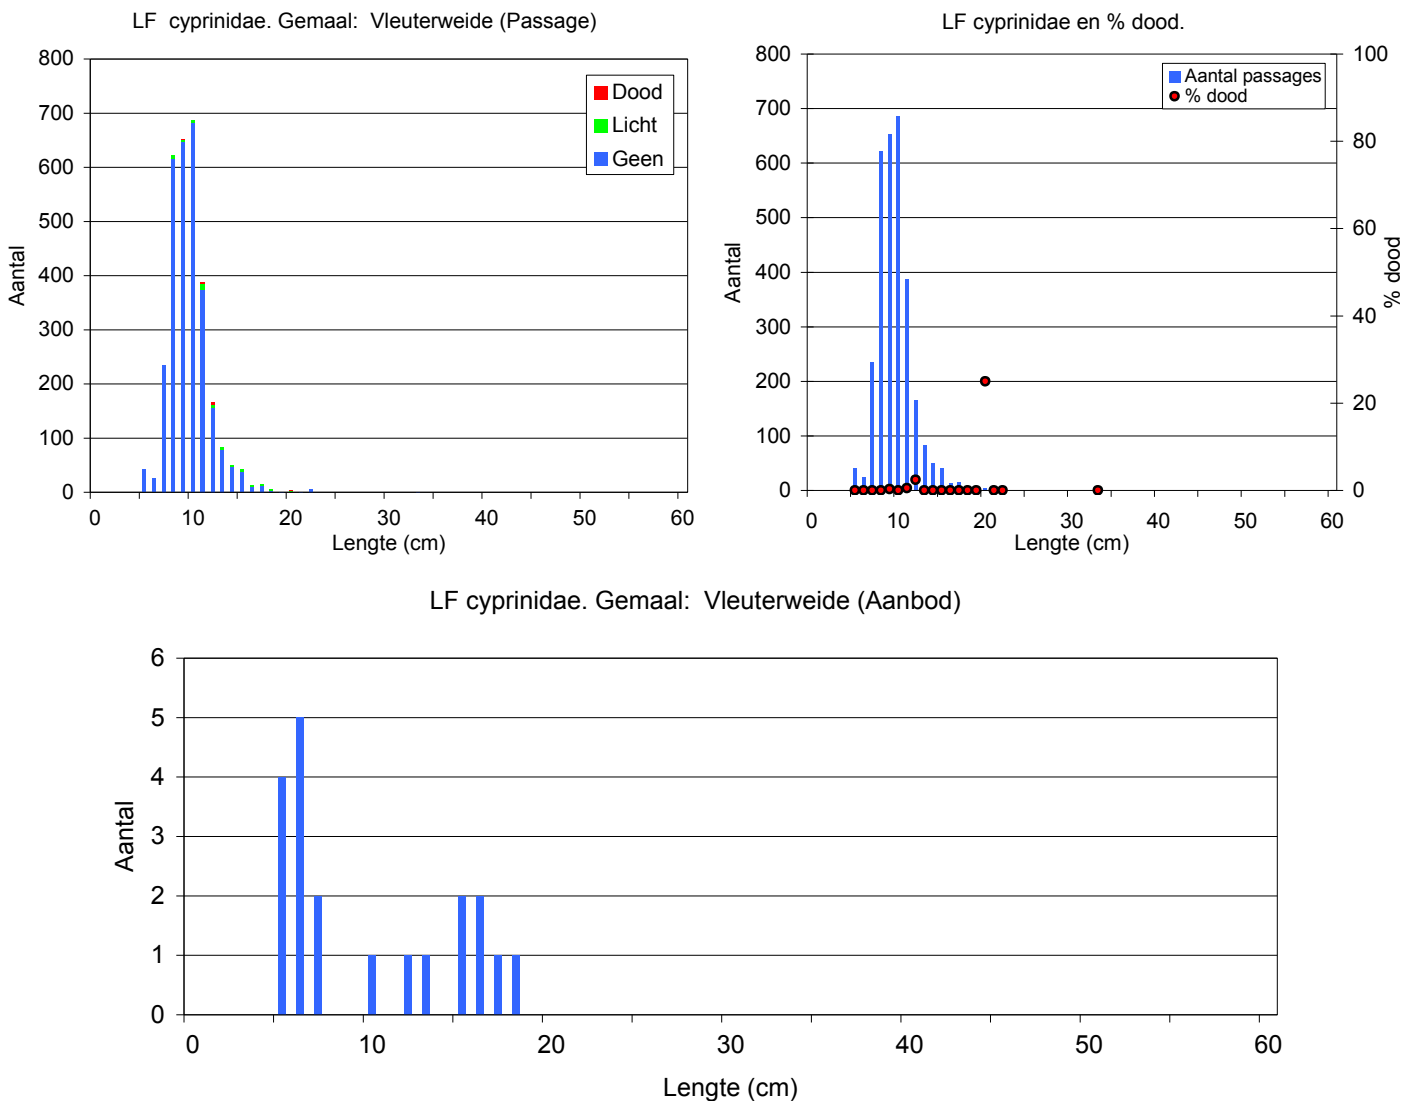 LF cyprinidae. Gemaal: Vleuterweide (Passage)
800
700
600
500
400
300
200
100
0
Aantal
Dood
Licht
Geen
0 10 20 30 40 50 60
Lengte (cm)
LF cyprinidae en % dood.
800
700
600
500
400
300
200
100
0
Aantal
Aantal passages
% dood
100
80
60
40
20
0
% dood
0 10 20 30 40 50 60
Lengte (cm)
LF cyprinidae. Gemaal: Vleuterweide (Aanbod)
6
5
4
3
2
1
0
Aantal
0 10 20 30 40 50 60
Lengte (cm)